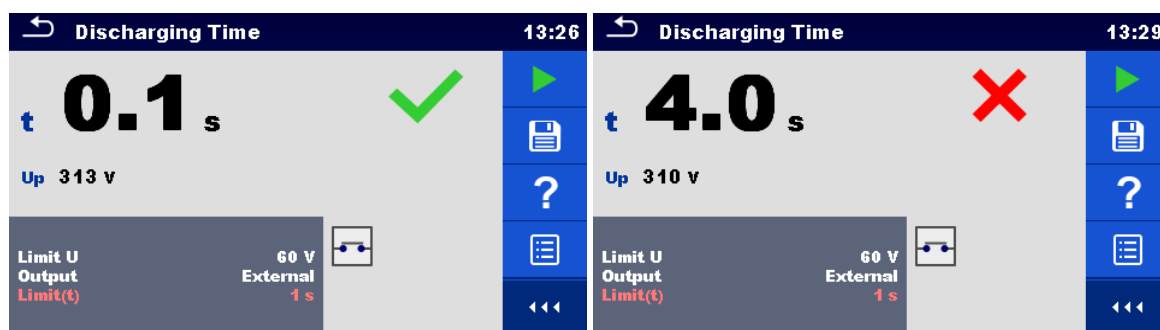 Discharging Time 13:26
t 0.1 s
Up 313 V
?
Limit U 60 V
Output External
Limit(t) 1 s
Discharging Time 13:29
t 4.0 s
Up 310 V
?
Limit U 60 V
Output External
Limit(t) 1 s